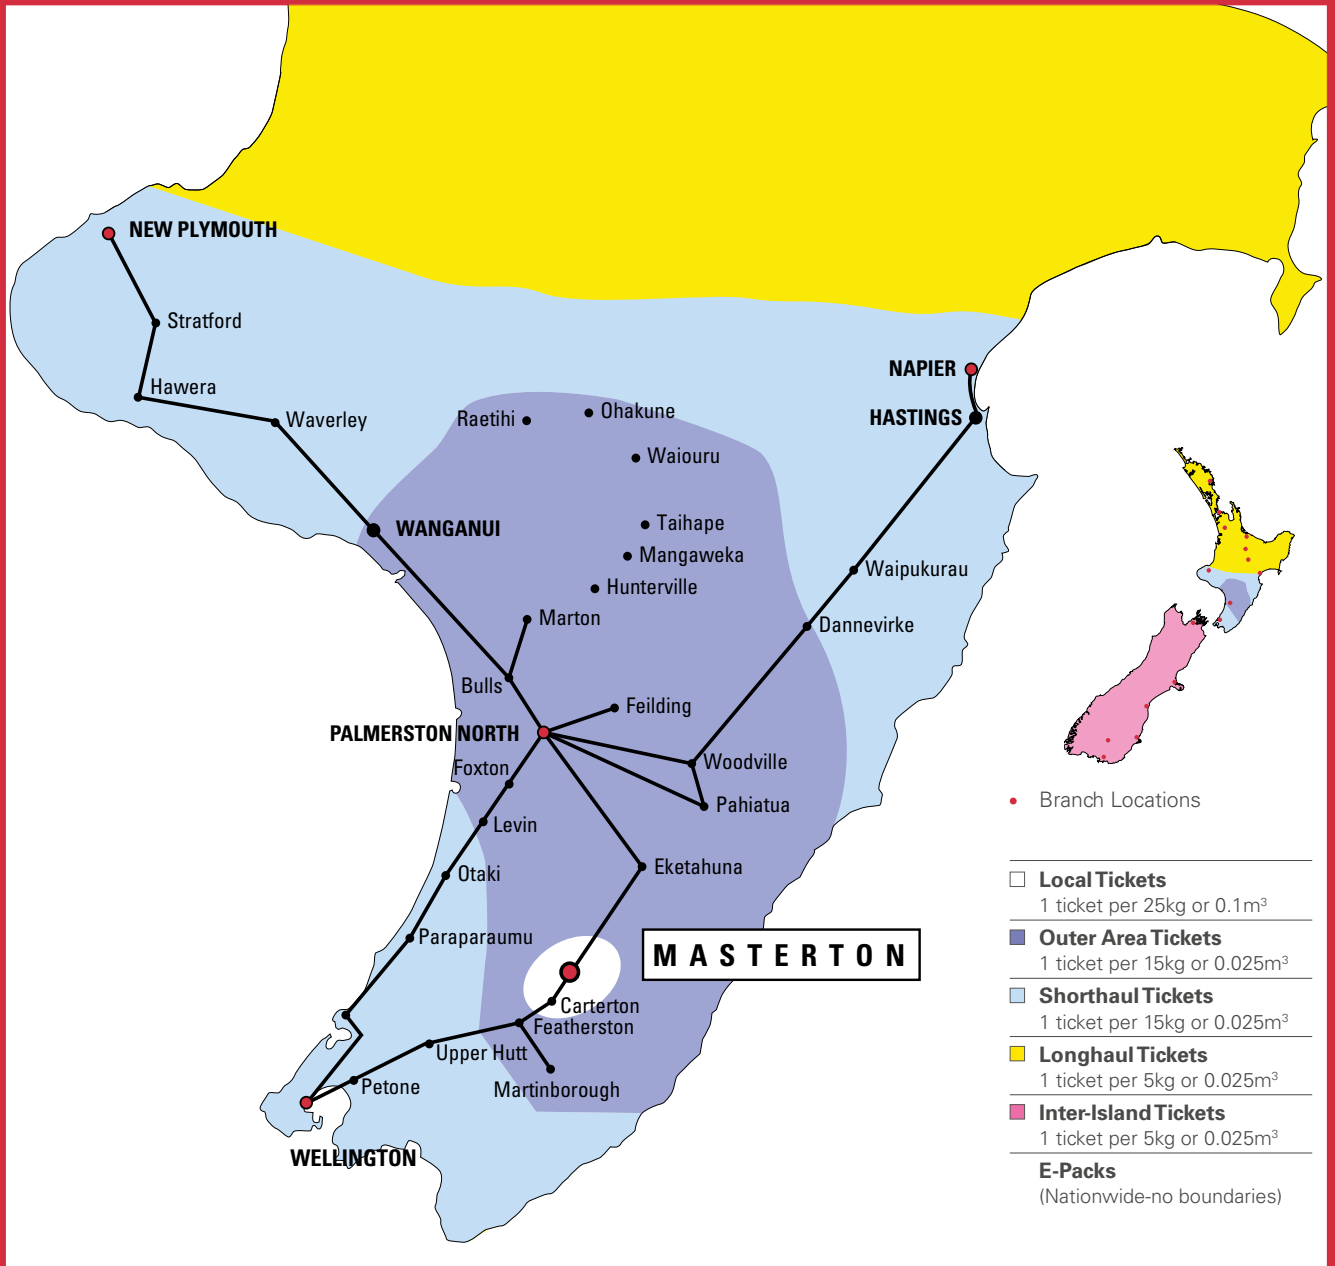 NEW PLYMOUTH
Stratford
Hawera
Waverley
NAPIER
HASTINGS
Raetihi
Ohakune
Waiouru
WANGANUI
Taihape
Mangaweka
Hunterville
Waipukurau
Marton
Dannevirke
Bulls
Feilding
PALMERSTON NORTH
Foxton
Woodville
Pahiatua
Levin
Eketahuna
Otaki
Paraparaumu
MASTERTON
Carterton
Featherston
Upper Hutt
Petone
Martinborough
WELLINGTON
Branch Locations
Local Tickets
1 ticket per 25kg or 0.1m³
Outer Area Tickets
1 ticket per 15kg or 0.025m³
Shorthaul Tickets
1 ticket per 15kg or 0.025m³
Longhaul Tickets
1 ticket per 5kg or 0.025m³
Inter-Island Tickets
1 ticket per 5kg or 0.025m³
E-Packs
(Nationwide-no boundaries)